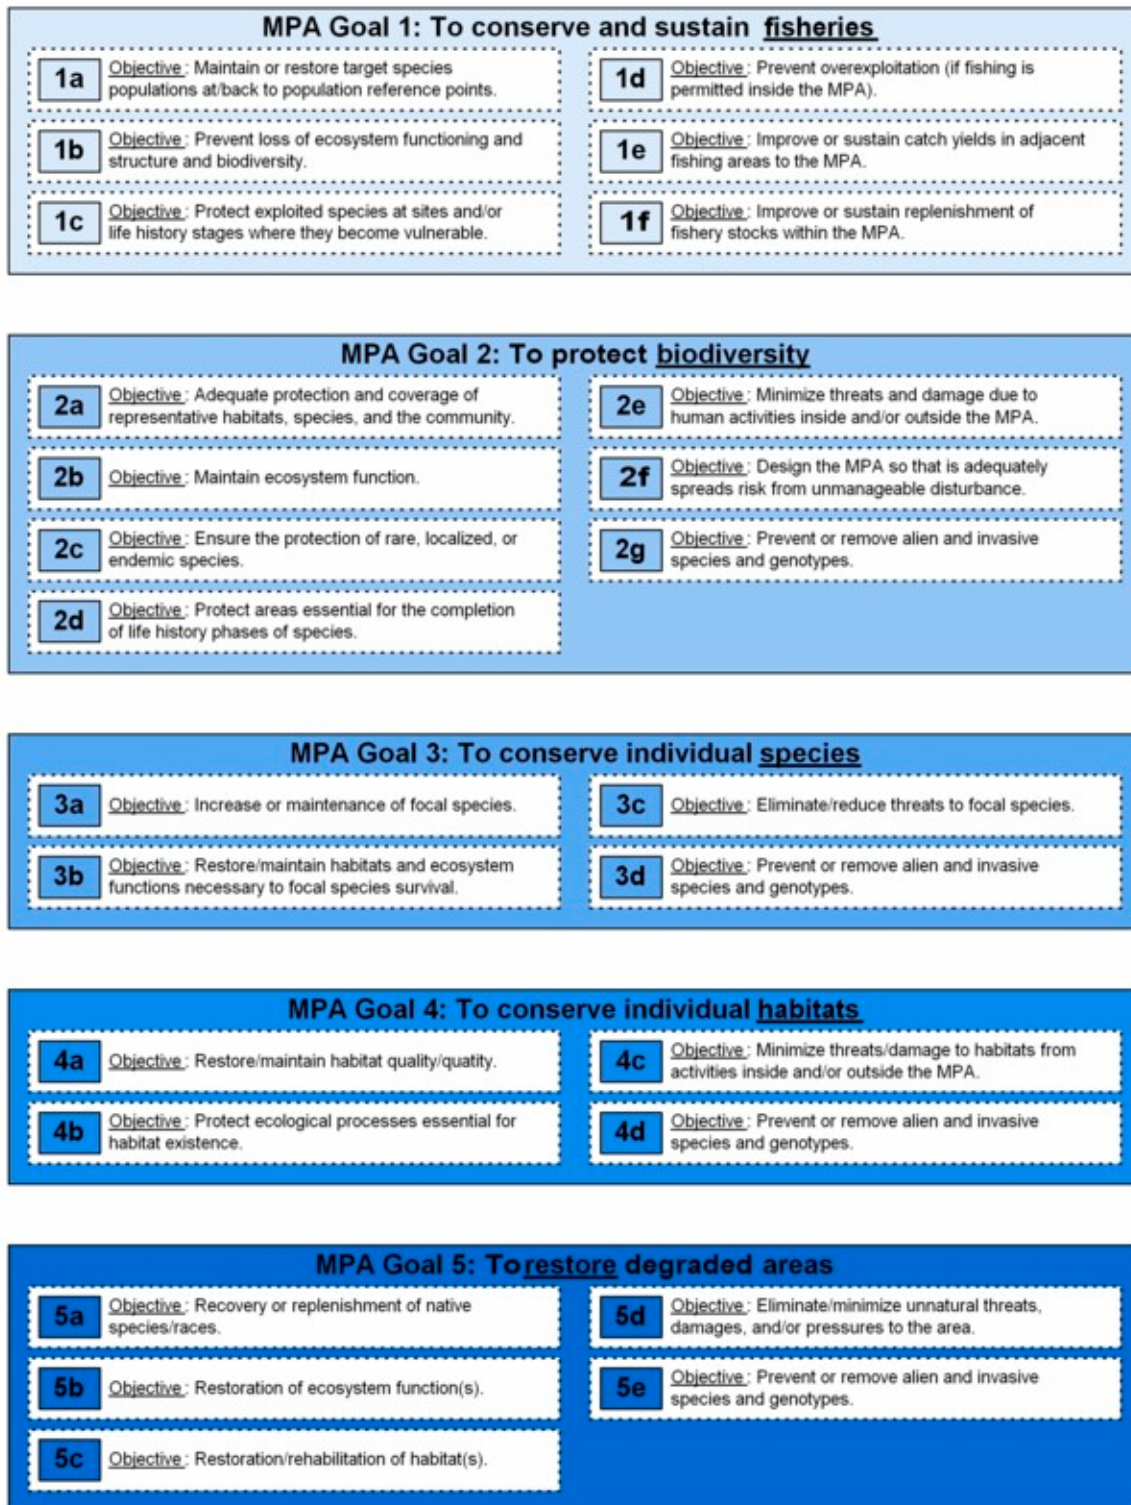 MPA Goal 1: To conserve and sustain fisheries
1a
Objective: Maintain or restore target species
populations at/back to population reference points.
1b
Objective: Prevent loss of ecosystem functioning and
structure and biodiversity.
1c
Objective: Protect exploited species at sites and/or
life history stages where they become vulnerable.
1d
Objective: Prevent overexploitation (if fishing is
permitted inside the MPA).
1e
Objective: Improve or sustain catch yields in adjacent
fishing areas to the MPA.
1f
Objective: Improve or sustain replenishment of
fishery stocks within the MPA.
MPA Goal 2: To protect biodiversity
2a
Objective: Adequate protection and coverage of
representative habitats, species, and the community.
2b
Objective: Maintain ecosystem function.
2c
Objective: Ensure the protection of rare, localized, or
endemic species.
2d
Objective: Protect areas essential for the completion
of life history phases of species.
2e
Objective: Minimize threats and damage due to
human activities inside and/or outside the MPA.
2f
Objective: Design the MPA so that is adequately
spreads risk from unmanageable disturbance.
2g
Objective: Prevent or remove alien and invasive
species and genotypes.
MPA Goal 3: To conserve individual species
3a
Objective: Increase or maintenance of focal species.
3b
Objective: Restore/maintain habitats and ecosystem
functions necessary to focal species survival.
3c
Objective: Eliminate/reduce threats to focal species.
3d
Objective: Prevent or remove alien and invasive
species and genotypes.
MPA Goal 4: To conserve individual habitats
4a
Objective: Restore/maintain habitat quality/quatity.
4b
Objective: Protect ecological processes essential for
habitat existence.
4c
Objective: Minimize threats/damage to habitats from
activities inside and/or outside the MPA.
4d
Objective: Prevent or remove alien and invasive
species and genotypes.
MPA Goal 5: To restore degraded areas
5a
Objective: Recovery or replenishment of native
species/races.
5b
Objective: Restoration of ecosystem function(s).
5c
Objective: Restoration/rehabilitation of habitat(s).
5d
Objective: Eliminate/minimize unnatural threats,
damages, and/or pressures to the area.
5e
Objective: Prevent or remove alien and invasive
species and genotypes.